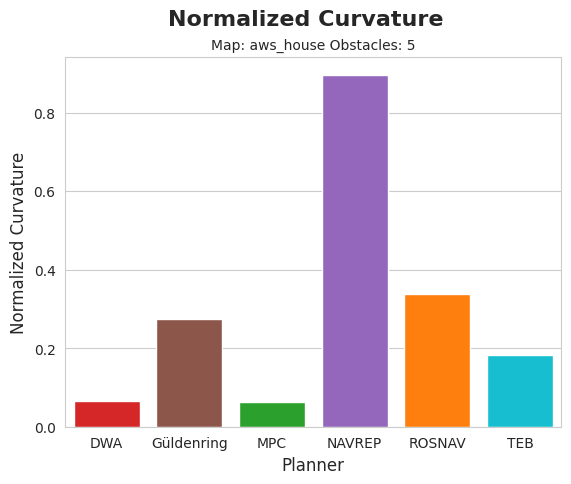 Normalized Curvature
Map: aws_house Obstacles: 5
Normalized Curvature
0.8
0.6
0.4
0.2
0.0
DWA Güldenring MPC NAVREP ROSNAV TEB
Planner